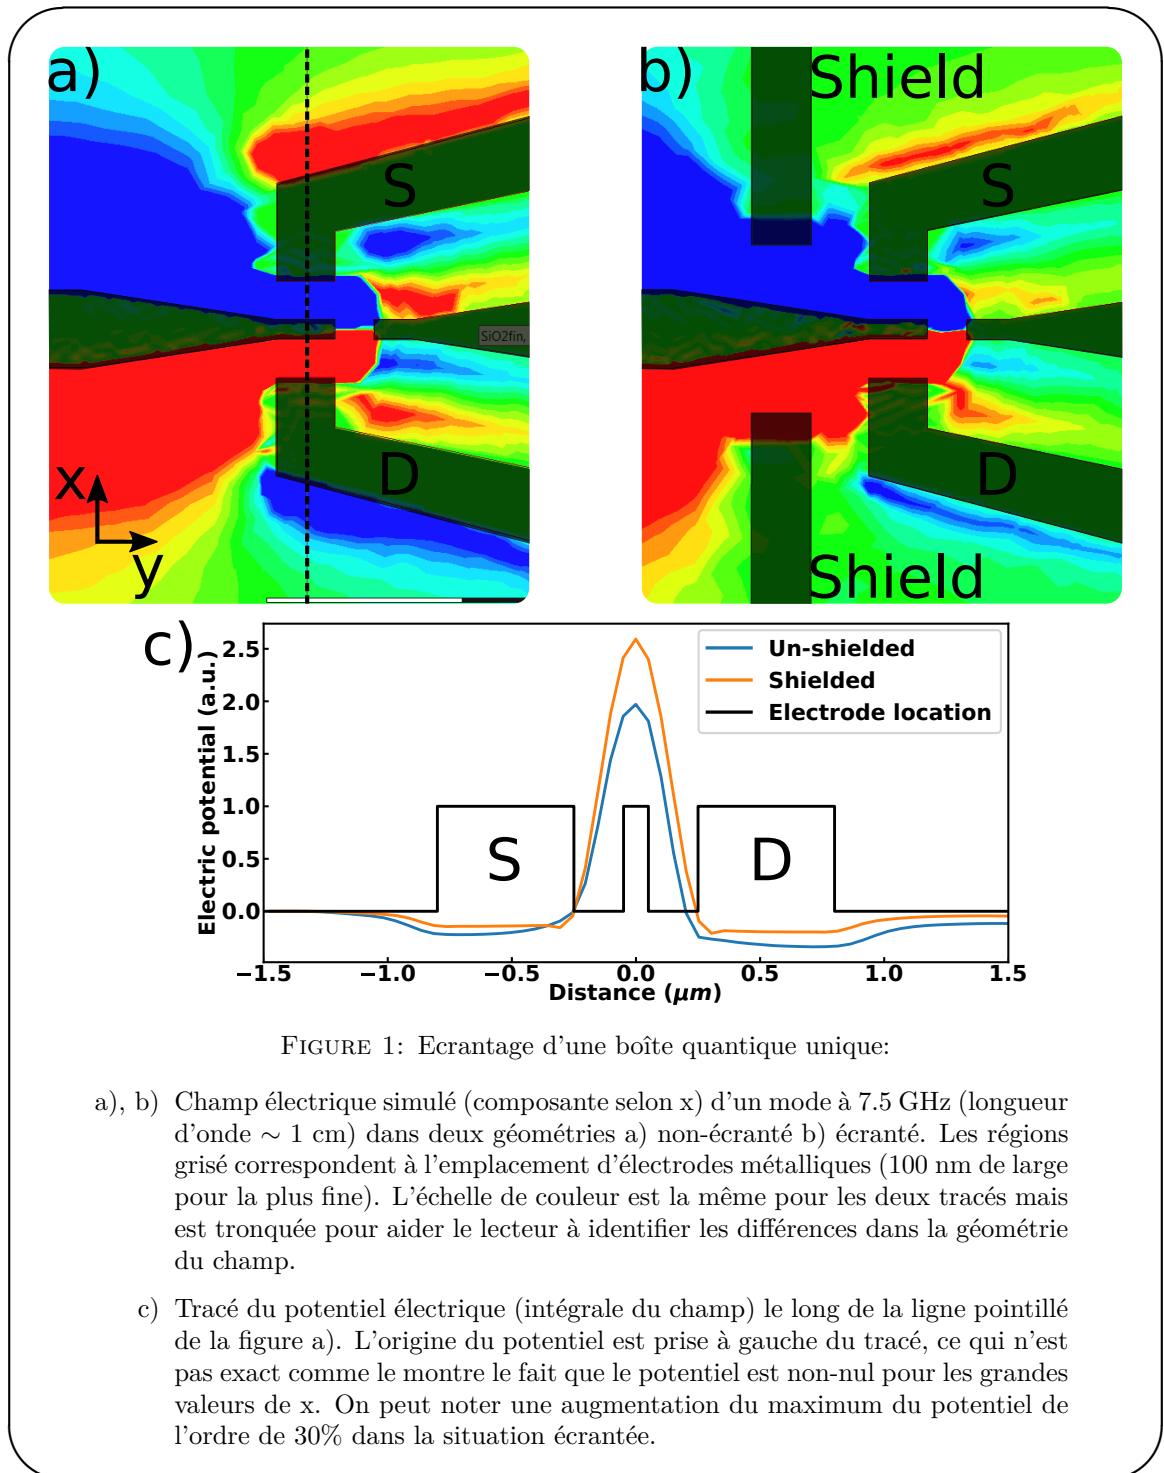 a)
b)
Shield
S
S
SiO2fin,
D
D
x
y
Shield
c)
Electric potential (a.u.)
2.5
2.0
1.5
1.0
0.5
0.0
Un-shielded
Shielded
Electrode location
S
D
−1.5 −1.0 −0.5 0.0 0.5 1.0 1.5
Distance (μm)
FIGURE 1: Ecrantage d'une boîte quantique unique:
a), b) Champ électrique simulé (composante selon x) d'un mode à 7.5 GHz (longueur
d'onde ∼ 1 cm) dans deux géométries a) non-écranté b) écranté. Les régions
grisé correspondent à l'emplacement d'électrodes métalliques (100 nm de large
pour la plus fine). L'échelle de couleur est la même pour les deux tracés mais
est tronquée pour aider le lecteur à identifier les différences dans la géométrie
du champ.
c) Tracé du potentiel électrique (intégrale du champ) le long de la ligne pointillé
de la figure a). L'origine du potentiel est prise à gauche du tracé, ce qui n'est
pas exact comme le montre le fait que le potentiel est non-nul pour les grandes
valeurs de x. On peut noter une augmentation du maximum du potentiel de
l'ordre de 30% dans la situation écrantée.